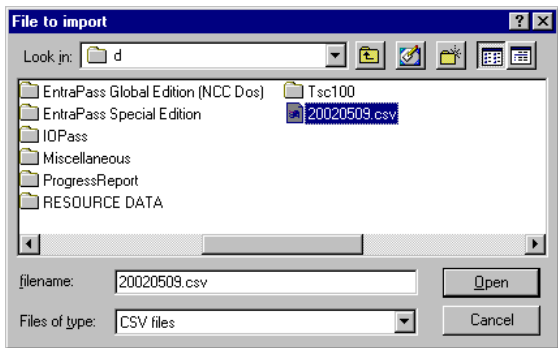 File to import
Look in: d
EntraPass Global Edition (NCC Dos) Tsc100
EntraPass Special Edition 20020509.csv
IOPass
Miscellaneous
ProgressReport
RESOURCE DATA
filename: 20020509.csv Open
Files of type: CSV files Cancel